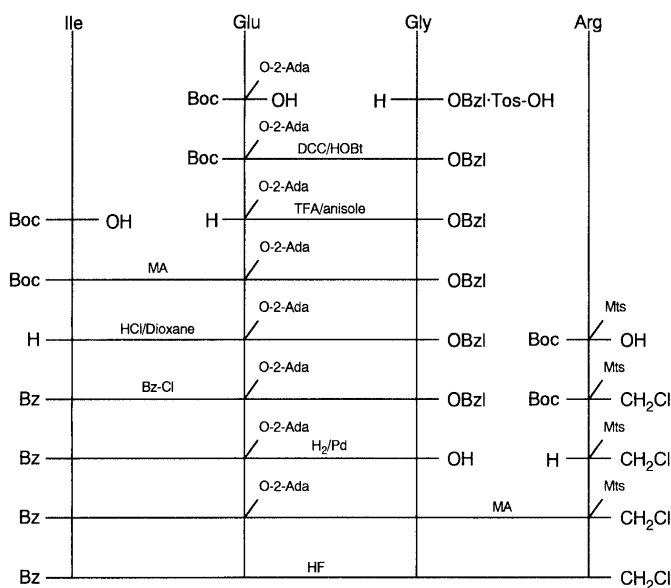 Ile Glu Gly Arg
O-2-Ada
Boc OH H OBzl·Tos-OH
O-2-Ada
Boc DCC/HOBt OBzl
O-2-Ada
Boc OH H TFA/anisole OBzl
O-2-Ada
Boc MA OBzl
O-2-Ada Mts
H HCl/Dioxane OBzl Boc OH
O-2-Ada Mts
Bz Bz-Cl OBzl Boc CH₂Cl
O-2-Ada Mts
Bz H₂/Pd OH H CH₂Cl
O-2-Ada Mts
Bz MA CH₂Cl
Bz HF CH₂Cl